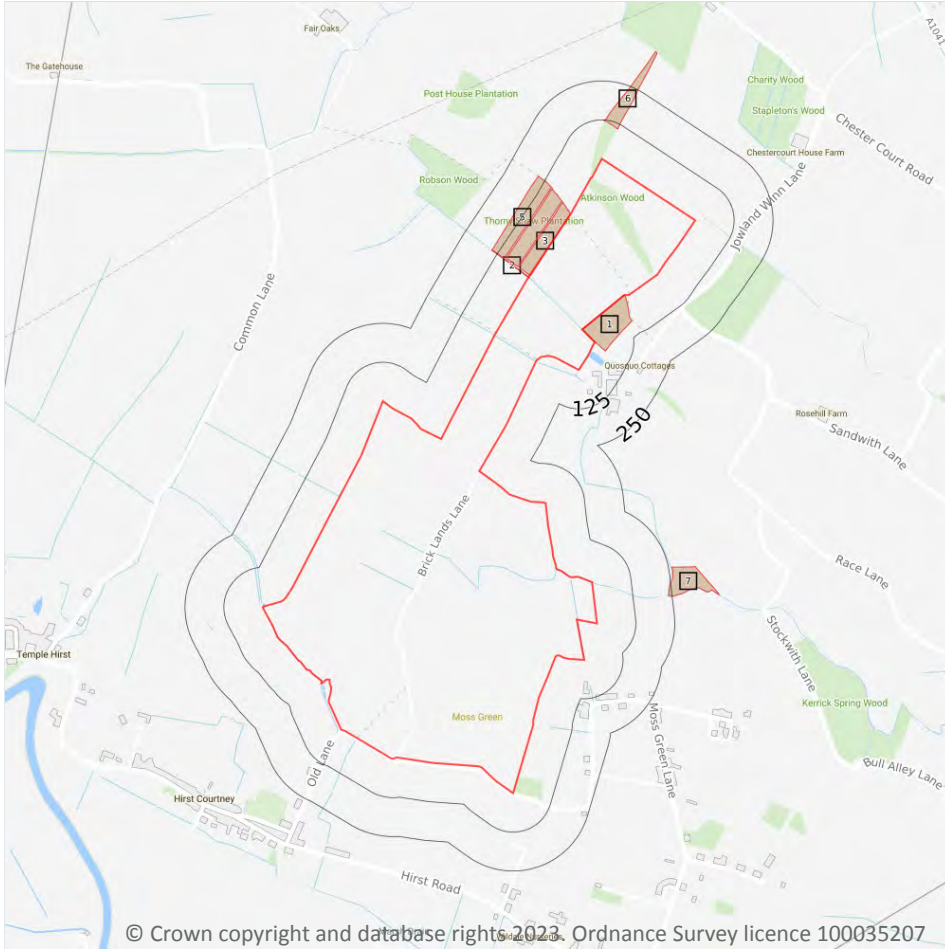 Fair Oaks
A1041
The Gatehouse
Charity Wood
Post House Plantation
6
Stapleton's Wood
Chester Court Road
Chestercourt House Farm
Robson Wood
Atkinson Wood
Jowland Winn Lane
5
3
2
Common Lane
1
Quosquo Cottages
125
250
Rosehill Farm
Sandwith Lane
Brick Lands Lane
Race Lane
7
Stockwith Lane
Temple Hirst
Kerrick Spring Wood
Moss Green
Moss Green Lane
Old Lane
Bull Alley Lane
Hirst Courtney
Hirst Road
© Crown copyright and database rights 2023. Ordnance Survey licence 100035207